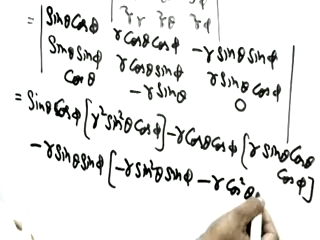 = | Sinθ Cosφ   r Cosθ Cosφ   -r Sinθ Sinφ |
| Sinθ Sinφ   r Cosθ Sinφ   r Sinθ Cosφ |
| Cosθ   -r Sinθ   0 |
= Sinθ Cosφ [r² Sin²θ Cosφ] - r Cosθ Cosφ [r Sinθ Cosθ
Cosφ]
- r Sinθ Sinφ [-r Sin²θ Sinφ - r Cos²θ